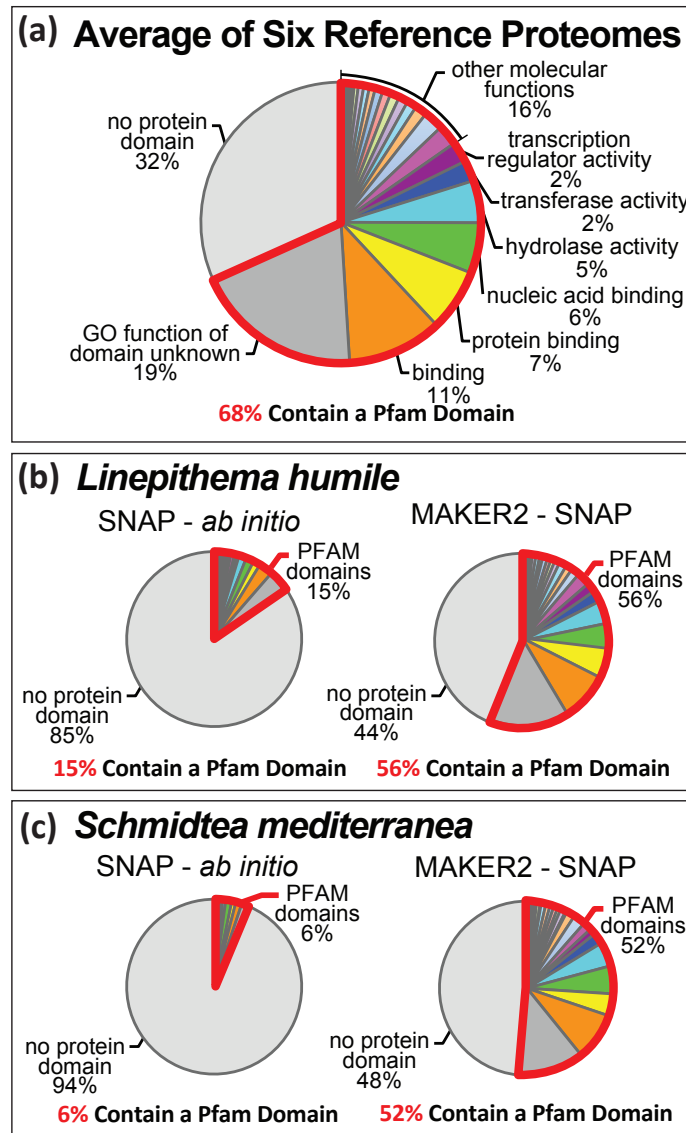 (a) Average of Six Reference Proteomes
other molecular
functions
16%
no protein
domain
32%
transcription
regulator activity
2%
transferase activity
2%
hydrolase activity
5%
nucleic acid binding
6%
protein binding
7%
GO function of
domain unknown
19%
binding
11%
68% Contain a Pfam Domain
(b) Linepithema humile
SNAP - ab initio
PFAM
domains
15%
no protein
domain
85%
15% Contain a Pfam Domain
MAKER2 - SNAP
PFAM
domains
56%
no protein
domain
44%
56% Contain a Pfam Domain
(c) Schmidtea mediterranea
SNAP - ab initio
PFAM
domains
6%
no protein
domain
94%
6% Contain a Pfam Domain
MAKER2 - SNAP
PFAM
domains
52%
no protein
domain
48%
52% Contain a Pfam Domain